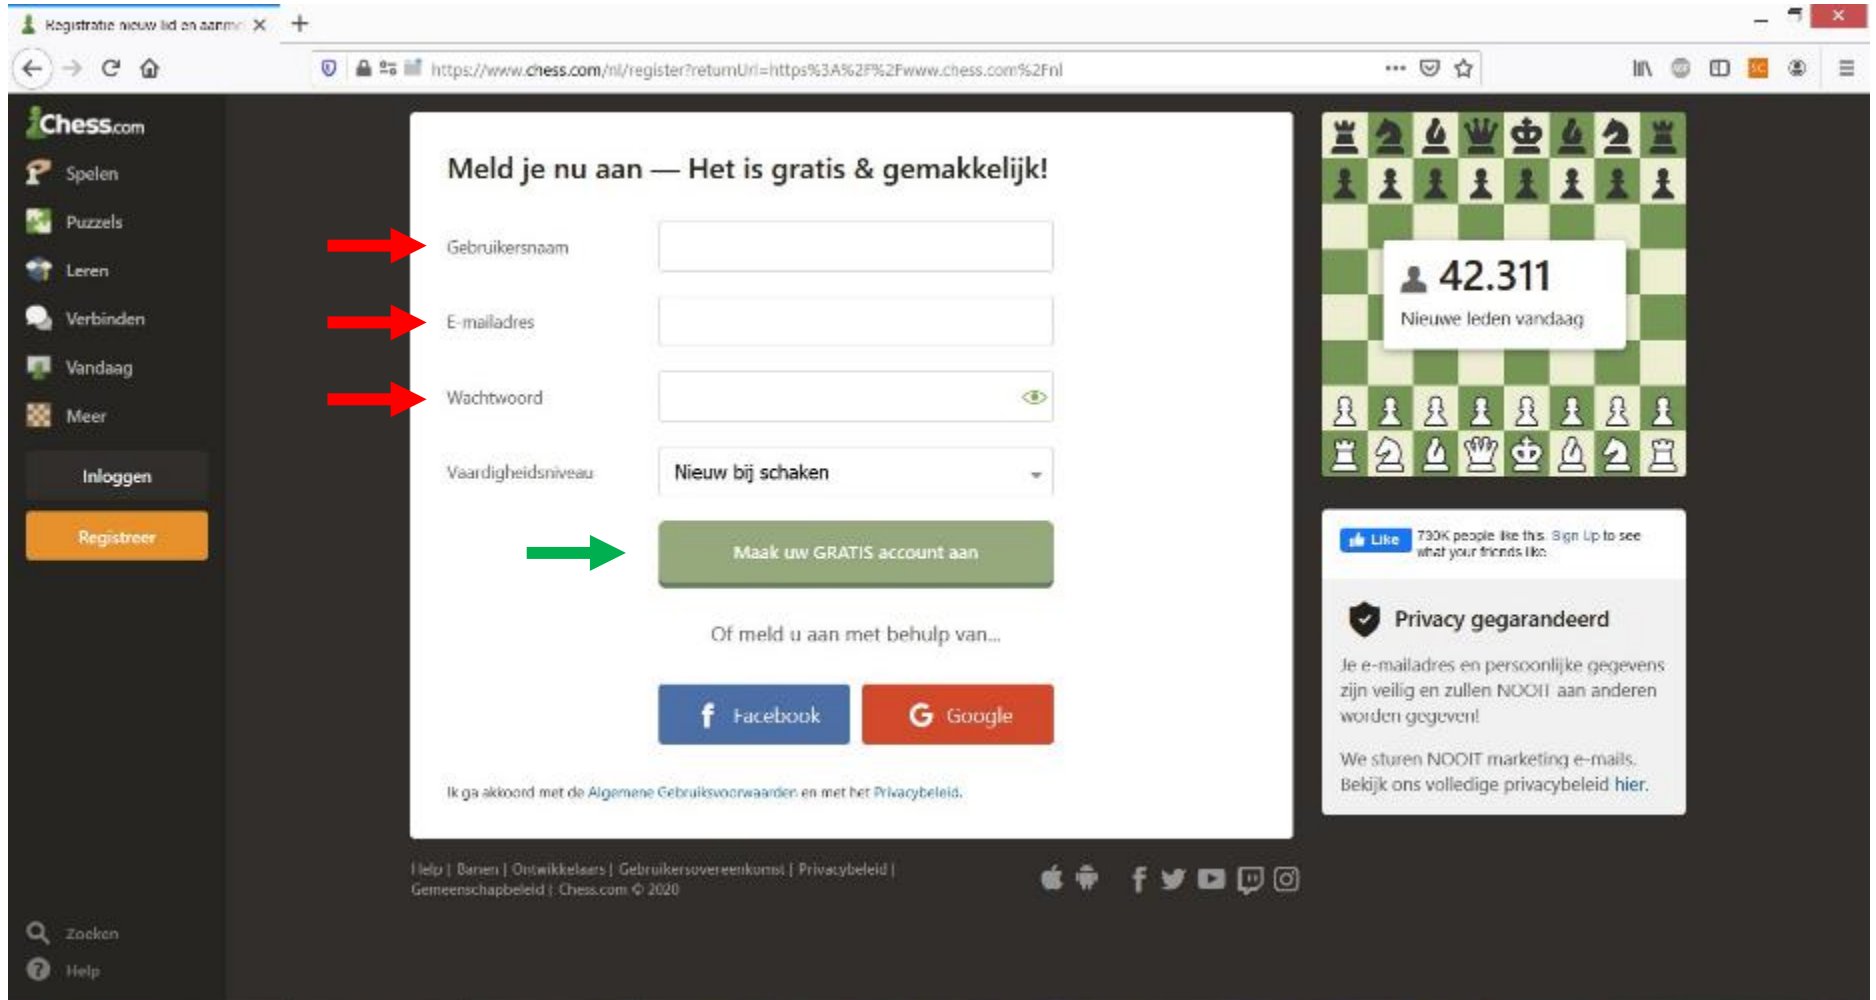 Registratie nieuw lid en aanme
https://www.chess.com/nl/register?returnUrl=https%3A%2F%2Fwww.chess.com%2Fnl
Chess.com
Spelen
Puzzels
Leren
Verbinden
Vandaag
Meer
Inloggen
Registreer
Zoeken
Help
Meld je nu aan — Het is gratis & gemakkelijk!
Gebruikersnaam
E-mailadres
Wachtwoord
Vaardigheidsniveau
Nieuw bij schaken
Maak uw GRATIS account aan
Of meld u aan met behulp van...
Facebook
Google
Ik ga akkoord met de Algemene Gebruiksvoorwaarden en met het Privacybeleid.
Help | Banen | Ontwikkelaars | Gebruikersovereenkomst | Privacybeleid |
Gemeenschapbeleid | Chess.com © 2020
42.311
Nieuwe leden vandaag
Like
730K people like this. Sign Up to see
what your friends like.
Privacy gegarandeerd
Je e-mailadres en persoonlijke gegevens
zijn veilig en zullen NOOIT aan anderen
worden gegeven!
We sturen NOOIT marketing e-mails.
Bekijk ons volledige privacybeleid hier.